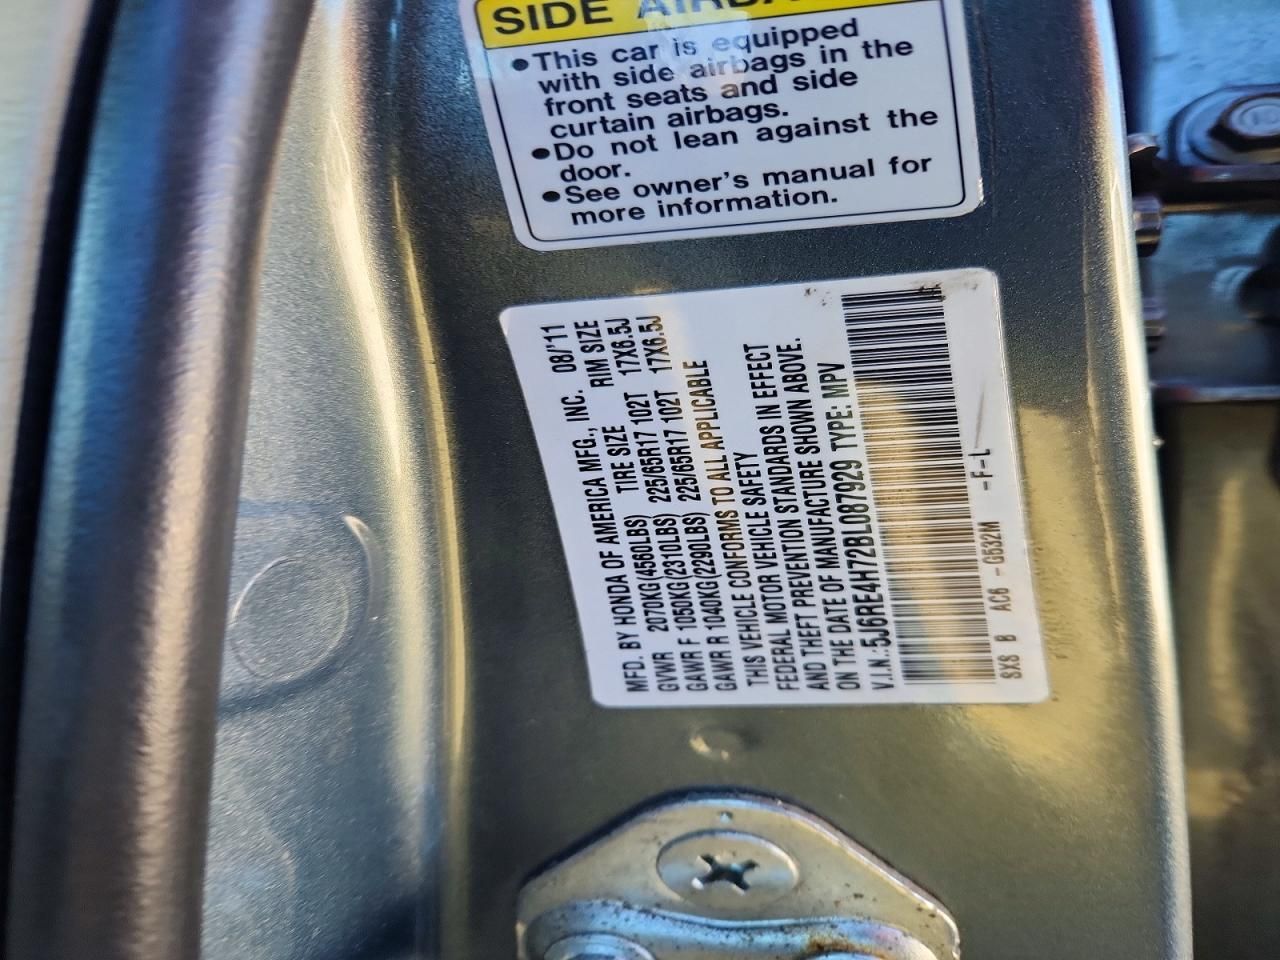 SIDE AIRBA
•This car is equipped
with side airbags in the
front seats and side
curtain airbags.
•Do not lean against the
door.
•See owner's manual for
more information.
MFD. BY HONDA OF AMERICA MFG., INC. 08/'11
GVWR 2070KG(4560LBS) TIRE SIZE RIM SIZE
GAWR F 1050KG(2310LBS) 225/65R17 102T 17X6.5J
GAWR R 1040KG(2290LBS) 225/65R17 102T 17X6.5J
THIS VEHICLE CONFORMS TO ALL APPLICABLE
FEDERAL MOTOR VEHICLE SAFETY
AND THEFT PREVENTION STANDARDS IN EFFECT
ON THE DATE OF MANUFACTURE SHOWN ABOVE.
V.I.N.:5J6RE4H72BL087929 TYPE: MPV
SXS B AC6 -G532M -F-L